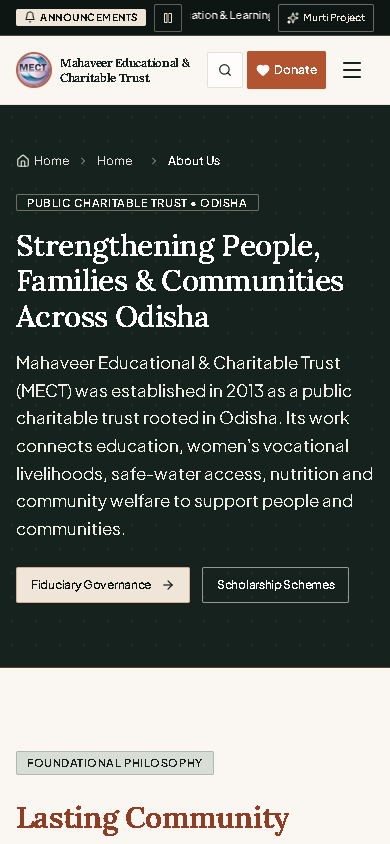 ANNOUNCEMENTS
ation & Learning
Murti Project
MECT
Mahaveer Educational &
Charitable Trust
Donate
Home
Home
About Us
PUBLIC CHARITABLE TRUST • ODISHA
Strengthening People,
Families & Communities
Across Odisha
Mahaveer Educational & Charitable Trust
(MECT) was established in 2013 as a public
charitable trust rooted in Odisha. Its work
connects education, women's vocational
livelihoods, safe-water access, nutrition and
community welfare to support people and
communities.
Fiduciary Governance
Scholarship Schemes
FOUNDATIONAL PHILOSOPHY
Lasting Community